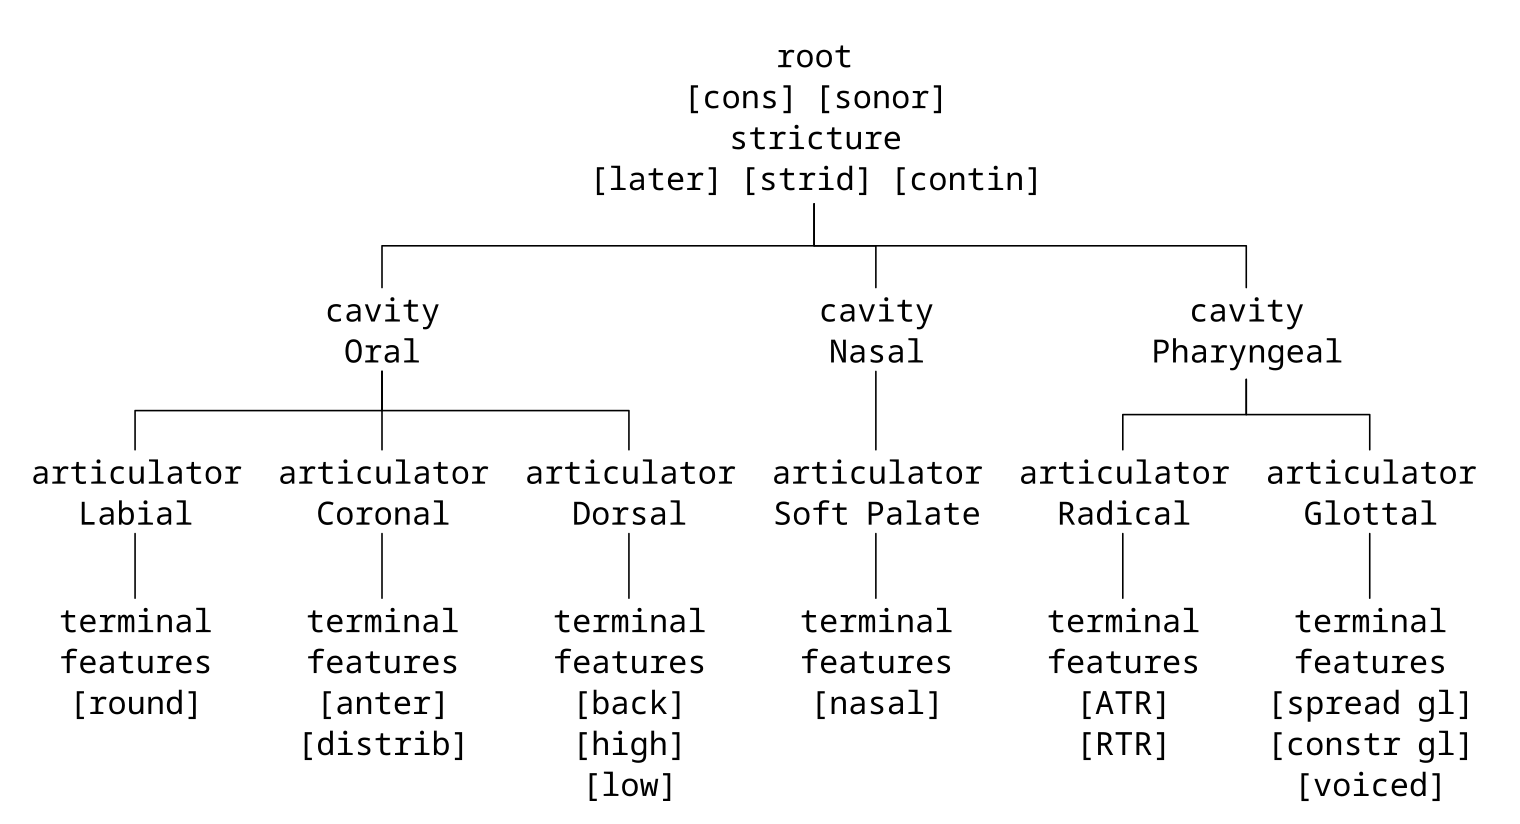 root
[cons] [sonor]
stricture
[later] [strid] [contin]
cavity
Oral
cavity
Nasal
cavity
Pharyngeal
articulator
Labial
articulator
Coronal
articulator
Dorsal
articulator
Soft Palate
articulator
Radical
articulator
Glottal
terminal
features
[round]
terminal
features
[anter]
[distrib]
terminal
features
[back]
[high]
[low]
terminal
features
[nasal]
terminal
features
[ATR]
[RTR]
terminal
features
[spread gl]
[constr gl]
[voiced]